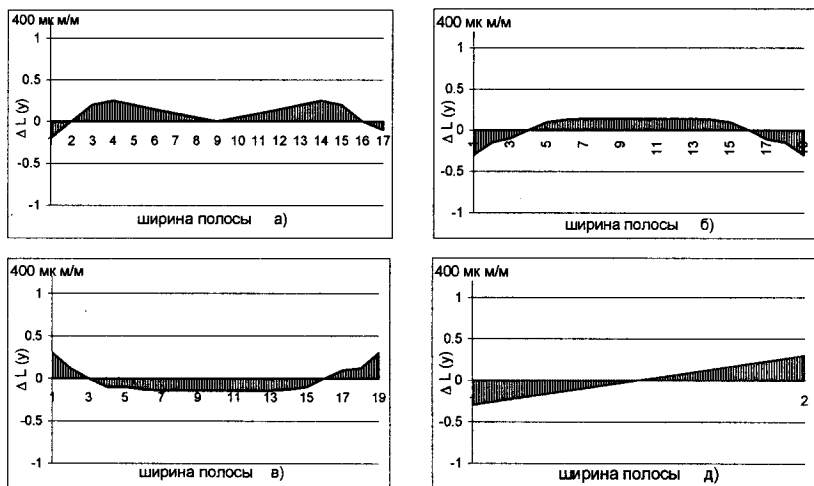 400 мк м/м
1
0.5
0
-0.5
-1
Δ L (y)
2 3 4 5 6 7 8 9 10 11 12 13 14 15 16 17
ширина полосы а)
400 мк м/м
1
0.5
0
-0.5
-1
Δ L (y)
3 5 7 9 11 13 15 17
ширина полосы б)
400 мк м/м
1
0.5
0
-0.5
-1
Δ L (y)
1 3 5 7 9 11 13 15 17 19
ширина полосы в)
400 мк м/м
1
0.5
0
-0.5
-1
Δ L (y)
2
ширина полосы д)